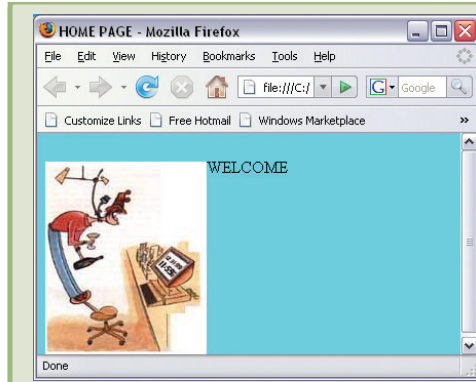 HOME PAGE - Mozilla Firefox
File Edit View History Bookmarks Tools Help
file:///C:/ G Google
Customize Links Free Hotmail Windows Marketplace »
WELCOME
Done